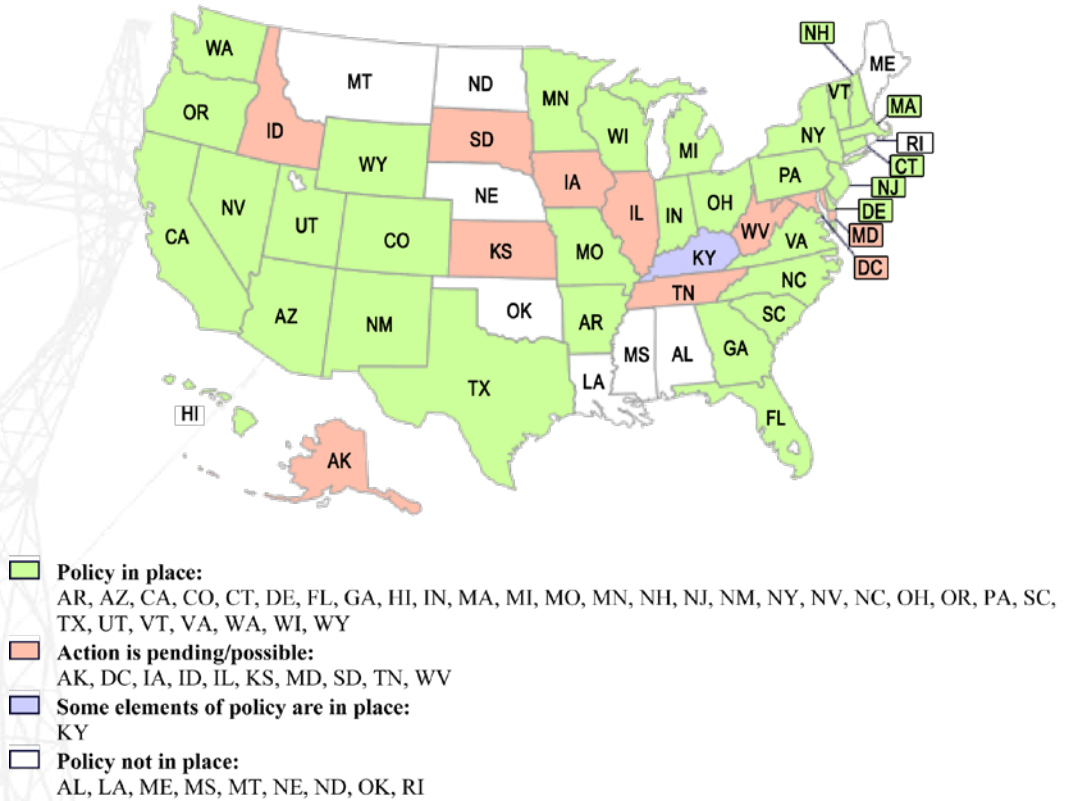 NH
WA
ME
MT
ND
VT
MN
OR
MA
ID
SD
WI
NY
RI
MI
CT
WY
PA
IA
NJ
NE
OH
NV
IL
IN
DE
UT
WV
MD
CA
CO
VA
KS
MO
KY
DC
NC
TN
OK
SC
AZ
NM
AR
GA
MS
AL
LA
TX
HI
FL
AK
Policy in place:
AR, AZ, CA, CO, CT, DE, FL, GA, HI, IN, MA, MI, MO, MN, NH, NJ, NM, NY, NV, NC, OH, OR, PA, SC,
TX, UT, VT, VA, WA, WI, WY
Action is pending/possible:
AK, DC, IA, ID, IL, KS, MD, SD, TN, WV
Some elements of policy are in place:
KY
Policy not in place:
AL, LA, ME, MS, MT, NE, ND, OK, RI